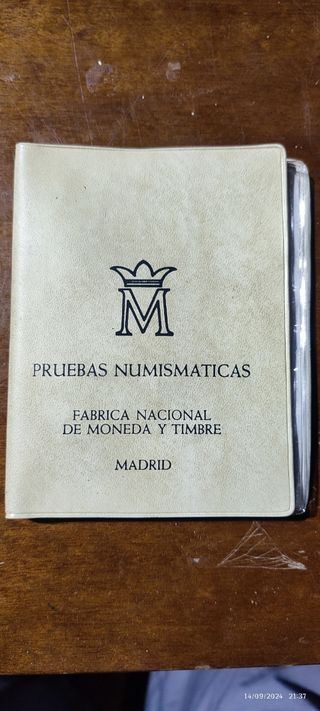 M
PRUEBAS NUMISMATICAS
FABRICA NACIONAL
DE MONEDA Y TIMBRE
MADRID
14/09/2024 21:37